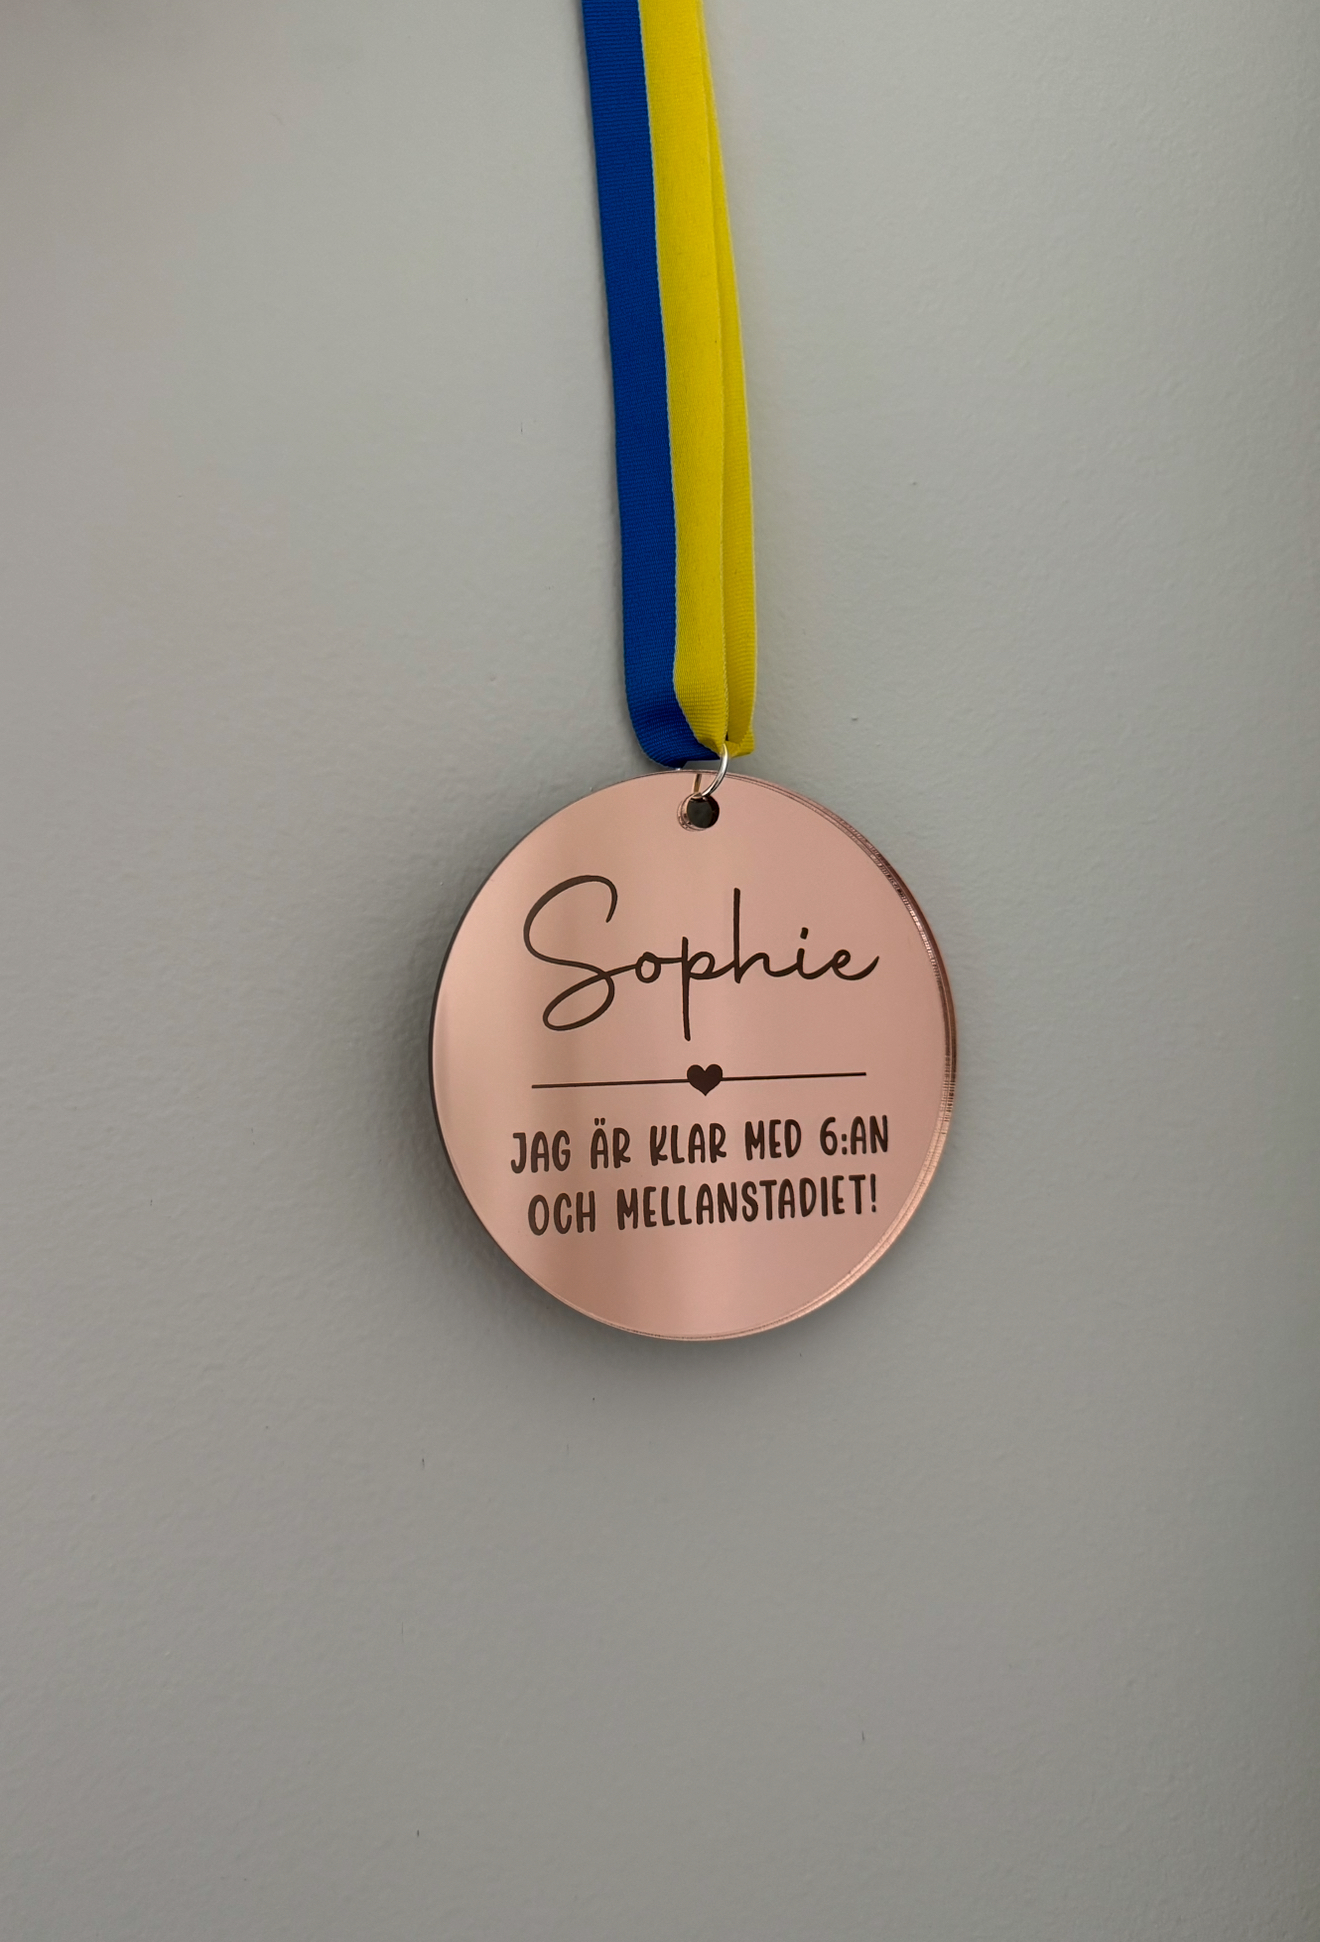 Sophie
JAG ÄR KLAR MED 6:AN
OCH MELLANSTADIET!